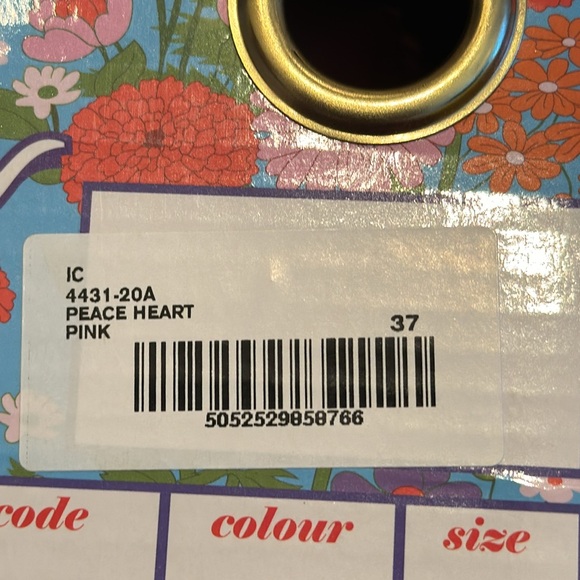 IC
4431-20A
PEACE HEART
PINK
37
5052529858766
code
colour
size